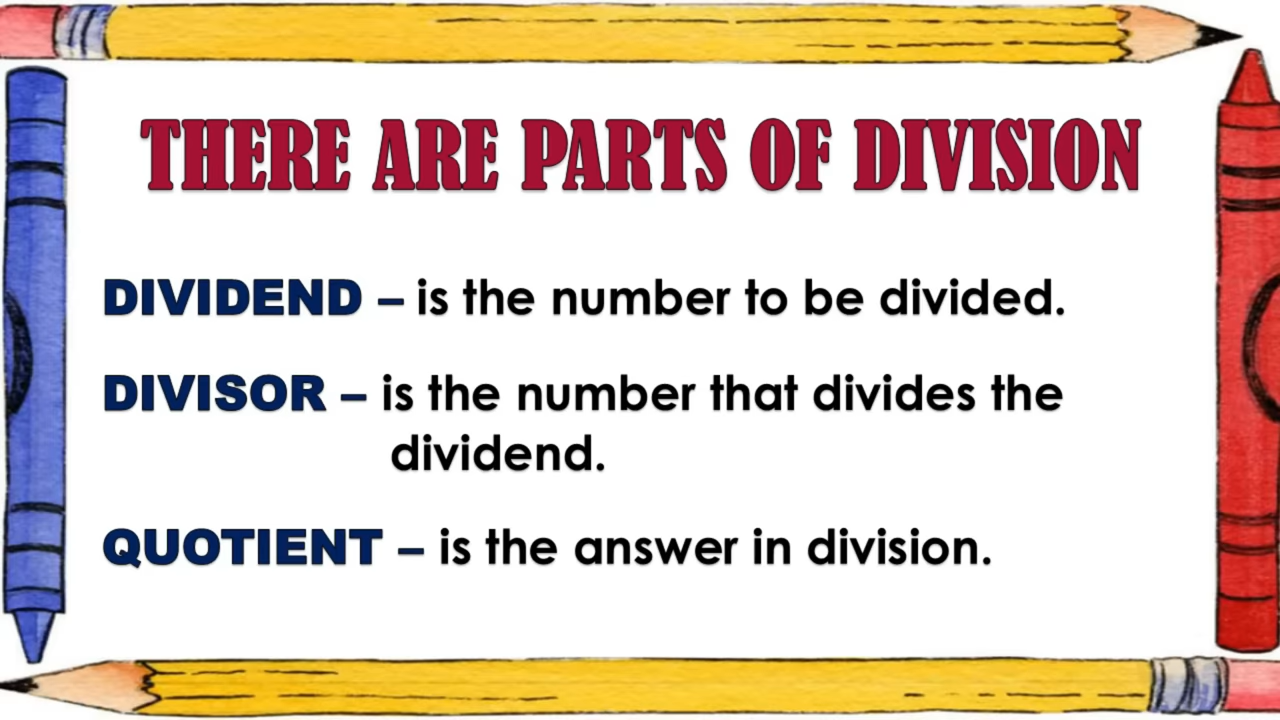 THERE ARE PARTS OF DIVISION
DIVIDEND – is the number to be divided.
DIVISOR – is the number that divides the
dividend.
QUOTIENT – is the answer in division.